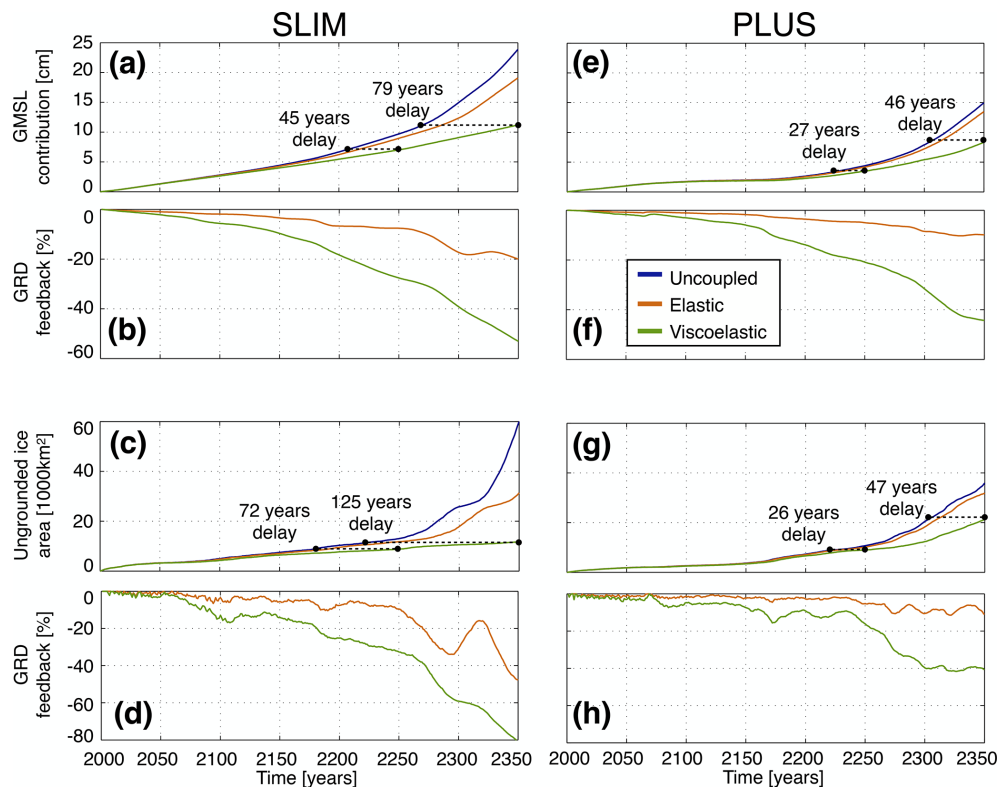 SLIM
PLUS
GMSL
contribution [cm]
25
20
15
10
5
0
(a)
45 years
delay
79 years
delay
(e)
27 years
delay
46 years
delay
GRD
feedback [%]
0
-20
-40
-60
(b)
(f)
Uncoupled
Elastic
Viscoelastic
Ungrounded ice
area [1000km²]
60
40
20
0
(c)
72 years
delay
125 years
delay
(g)
26 years
delay
47 years
delay
GRD
feedback [%]
0
-20
-40
-60
-80
(d)
(h)
2000 2050 2100 2150 2200 2250 2300 2350
Time [years]
2000 2050 2100 2150 2200 2250 2300 2350
Time [years]